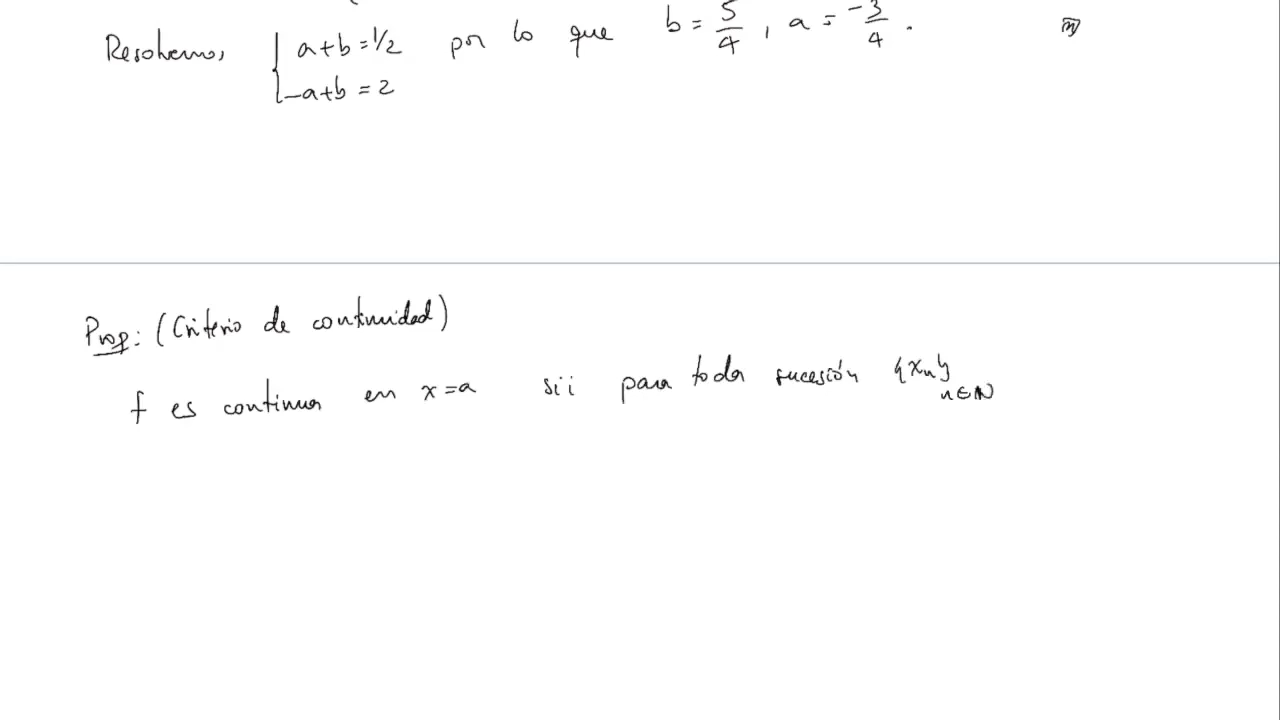 Resolvemos { a+b=1/2 por lo que b = 5/4 , a = -3/4 .
-a+b = 2
Prop: (Criterio de continuidad)
f es continua en x=a sii para toda sucesión {xn}n∈N